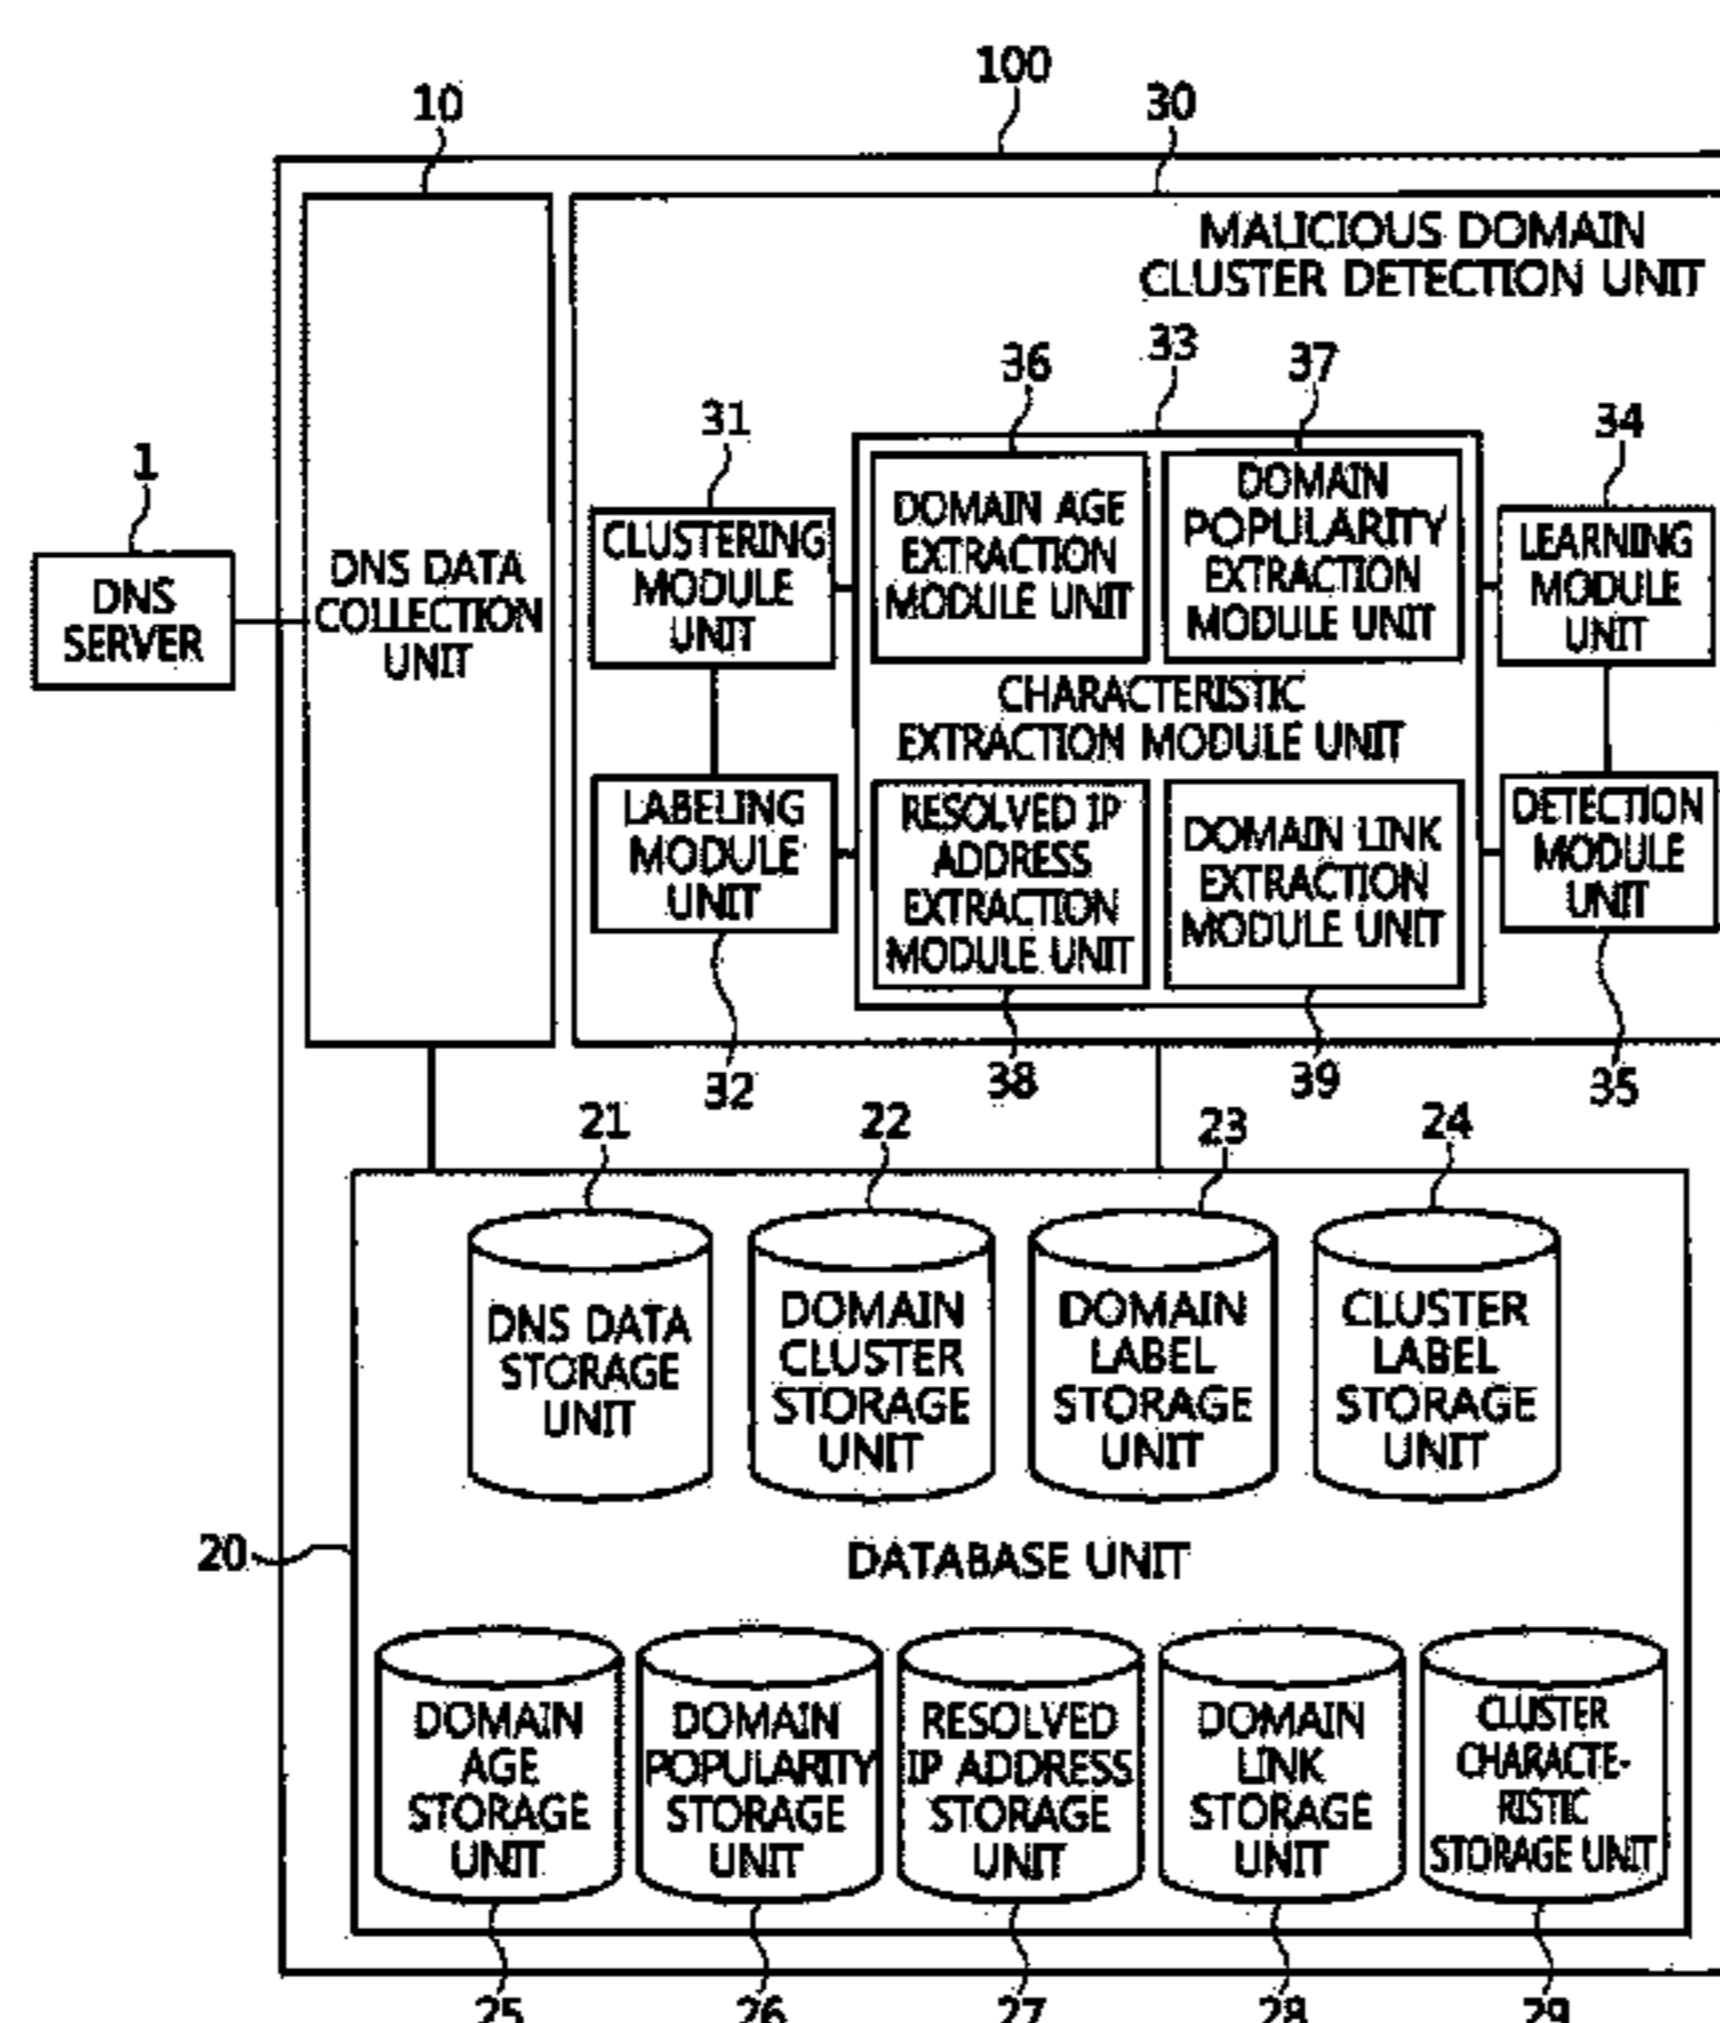 100
10
30
MALICIOUS DOMAIN
CLUSTER DETECTION UNIT
33
36
37
31
34
1
DNS
SERVER
DNS DATA
COLLECTION
UNIT
CLUSTERING
MODULE
UNIT
DOMAIN AGE
EXTRACTION
MODULE UNIT
DOMAIN
POPULARITY
EXTRACTION
MODULE UNIT
LEARNING
MODULE
UNIT
CHARACTERISTIC
EXTRACTION MODULE UNIT
LABELING
MODULE
UNIT
RESOLVED IP
ADDRESS
EXTRACTION
MODULE UNIT
DOMAIN LINK
EXTRACTION
MODULE UNIT
DETECTION
MODULE
UNIT
32
38
39
35
21
22
23
24
DNS DATA
STORAGE
UNIT
DOMAIN
CLUSTER
STORAGE
UNIT
DOMAIN
LABEL
STORAGE
UNIT
CLUSTER
LABEL
STORAGE
UNIT
20
DATABASE UNIT
DOMAIN
AGE
STORAGE
UNIT
DOMAIN
POPULARITY
STORAGE
UNIT
RESOLVED
IP ADDRESS
STORAGE
UNIT
DOMAIN
LINK
STORAGE
UNIT
CLUSTER
CHARACTE-
RISTIC
STORAGE UNIT
25
26
27
28
29